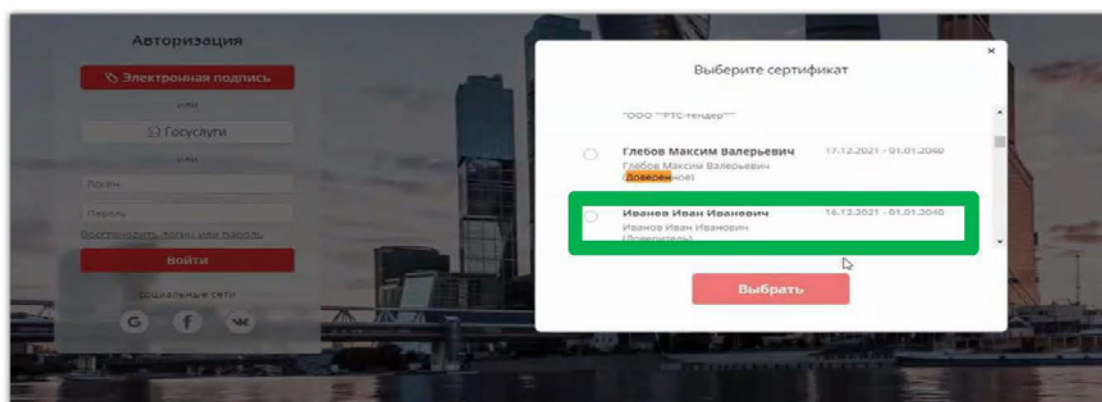 Авторизация
Электронная подпись
или
Госуслуги
или
Логин
Пароль
Восстановить логин или пароль
Войти
социальные сети
G f
Выберите сертификат
×
"ООО ""РТС-тендер"""
Глебов Максим Валерьевич 17.12.2021 - 01.01.2040
Глебов Максим Валерьевич
(Доверенное)
Иванов Иван Иванович 16.12.2021 - 01.01.2040
Иванов Иван Иванович
(Доверитель)
Выбрать